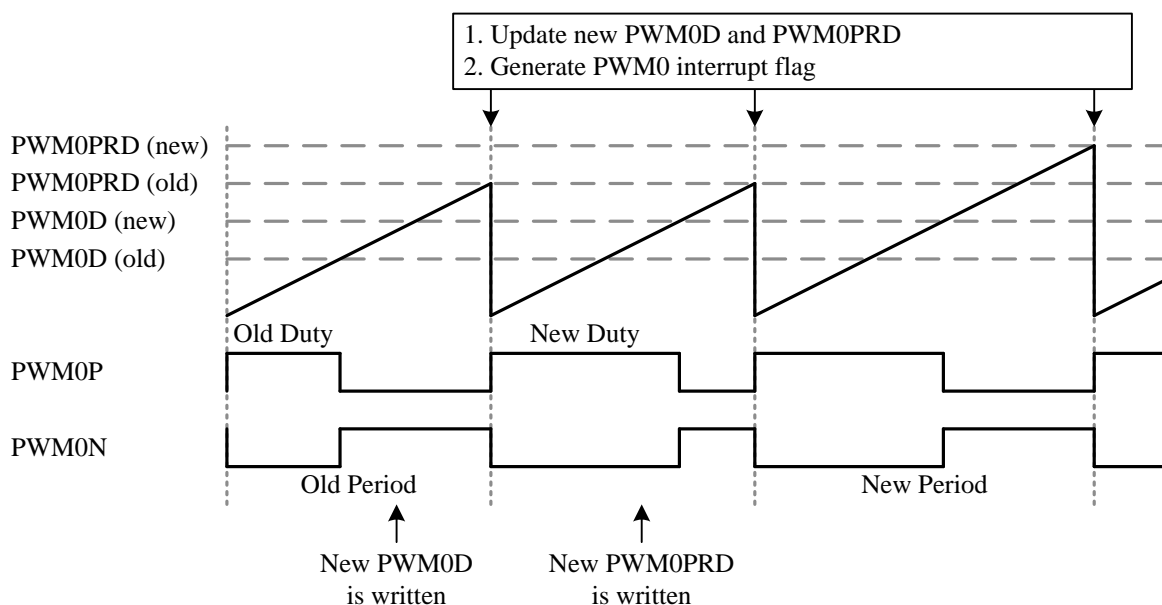 1. Update new PWM0D and PWM0PRD
2. Generate PWM0 interrupt flag
PWM0PRD (new)
PWM0PRD (old)
PWM0D (new)
PWM0D (old)
Old Duty
New Duty
PWM0P
PWM0N
Old Period
New Period
New PWM0D
is written
New PWM0PRD
is written